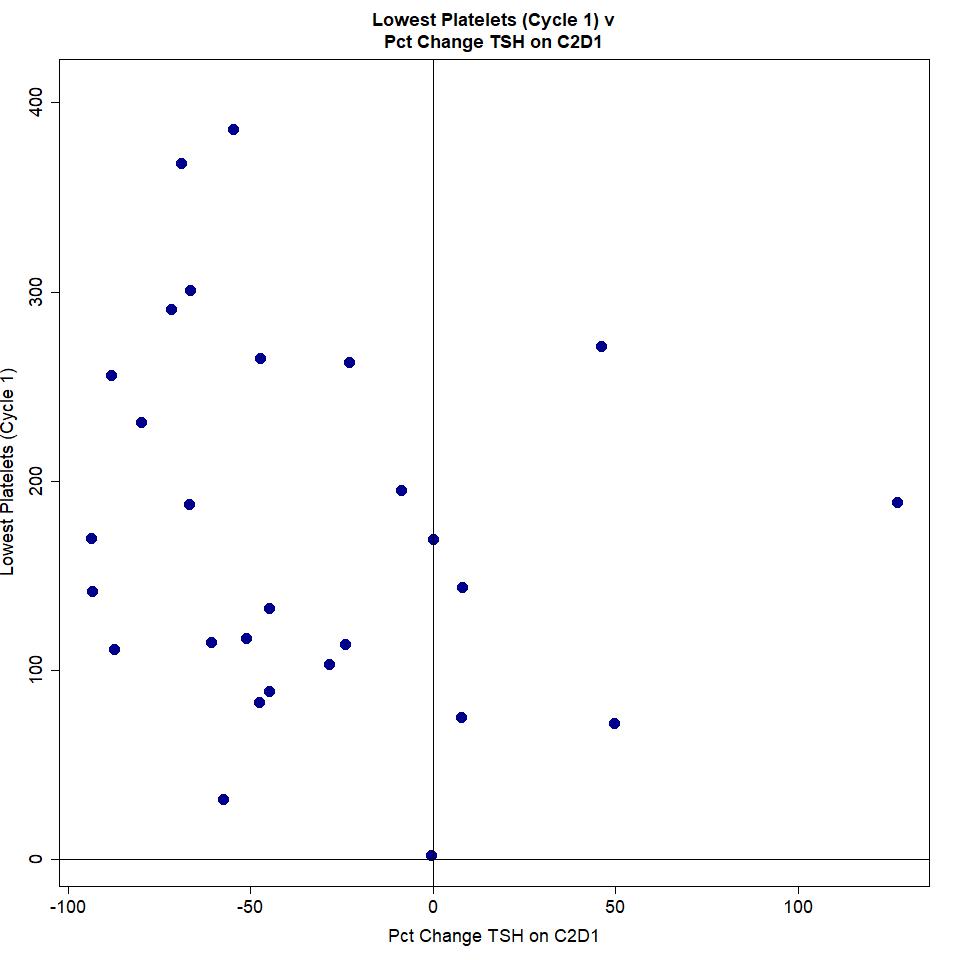 Lowest Platelets (Cycle 1) v
Pct Change TSH on C2D1
400
300
200
100
0
Lowest Platelets (Cycle 1)
-100 -50 0 50 100
Pct Change TSH on C2D1